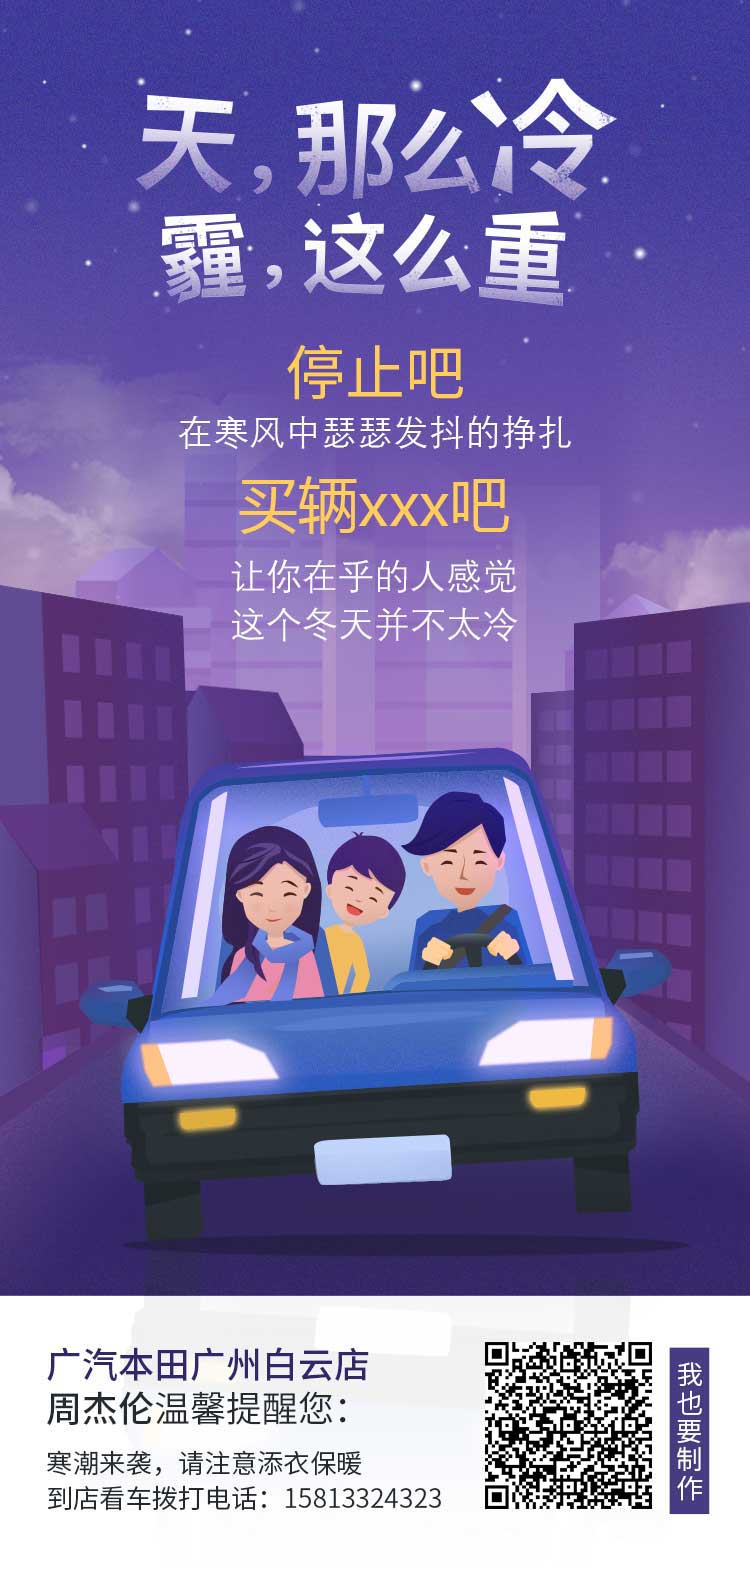 天，那么冷
霾，这么重
停止吧
在寒风中瑟瑟发抖的挣扎
买辆xxx吧
让你在乎的人感觉
这个冬天并不太冷
广汽本田广州白云店
周杰伦温馨提醒您：
寒潮来袭，请注意添衣保暖
到店看车拨打电话：15813324323
我也要制作